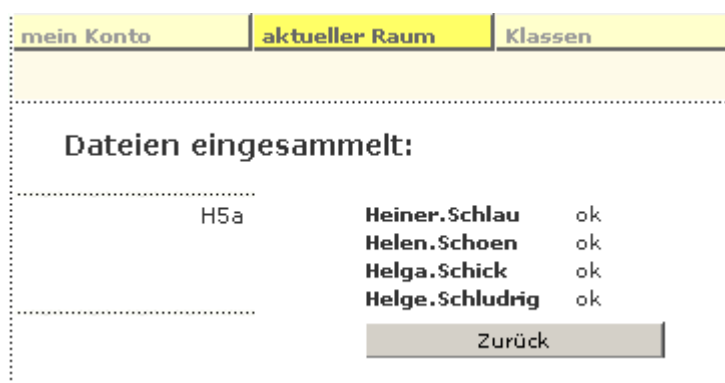 mein Konto aktueller Raum Klassen
Dateien eingesammelt:
H5a Heiner.Schlau ok
Helen.Schoen ok
Helga.Schick ok
Helge.Schludrig ok
Zurück